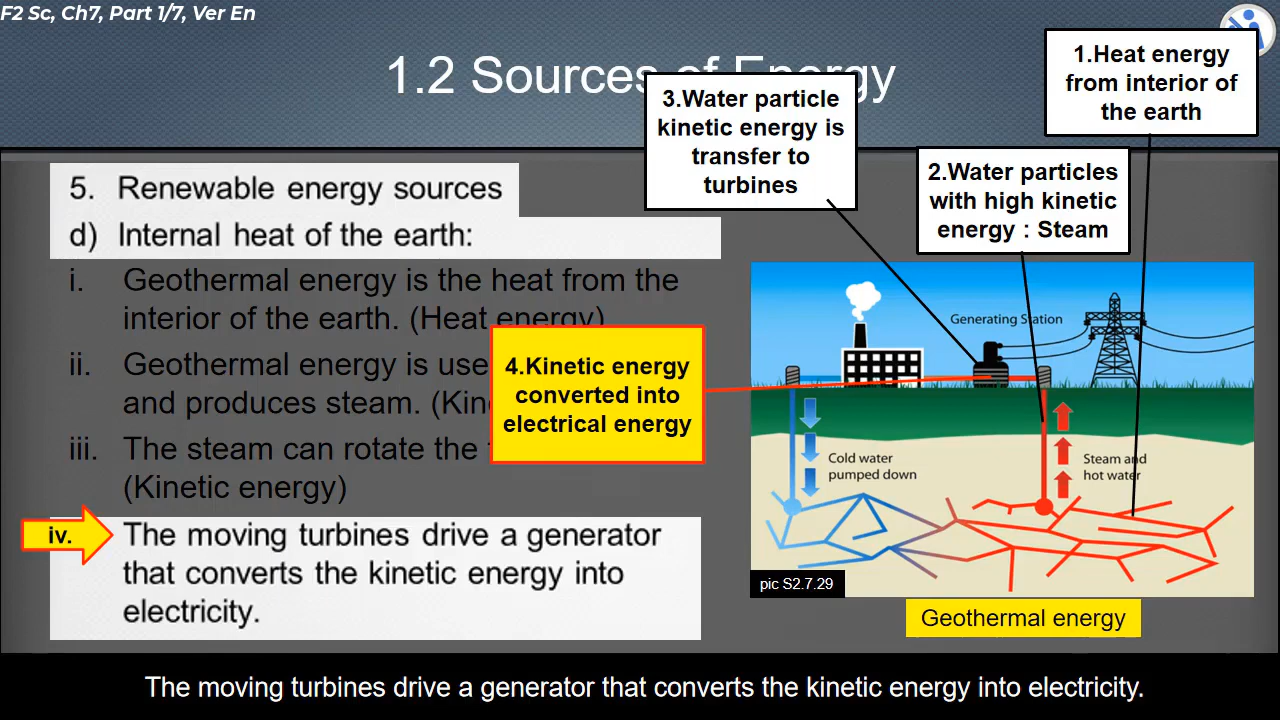 F2 Sc, Ch7, Part 1/7, Ver En
1.2 Sources of Energy
1.Heat energy
from interior of
the earth
3.Water particle
kinetic energy is
transfer to
turbines
2.Water particles
with high kinetic
energy : Steam
5. Renewable energy sources
d) Internal heat of the earth:
i. Geothermal energy is the heat from the
interior of the earth. (Heat energy)
ii. Geothermal energy is use
and produces steam. (Kin
iii. The steam can rotate the
(Kinetic energy)
4.Kinetic energy
converted into
electrical energy
iv. The moving turbines drive a generator
that converts the kinetic energy into
electricity.
Generating Station
Cold water
pumped down
Steam and
hot water
pic S2.7.29
Geothermal energy
The moving turbines drive a generator that converts the kinetic energy into electricity.